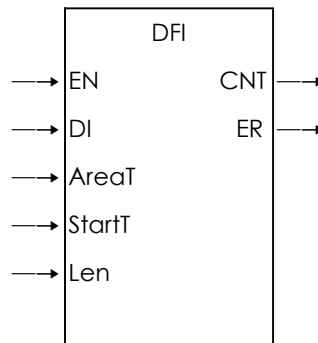 DFI
EN CNT
DI ER
AreaT
StartT
Len